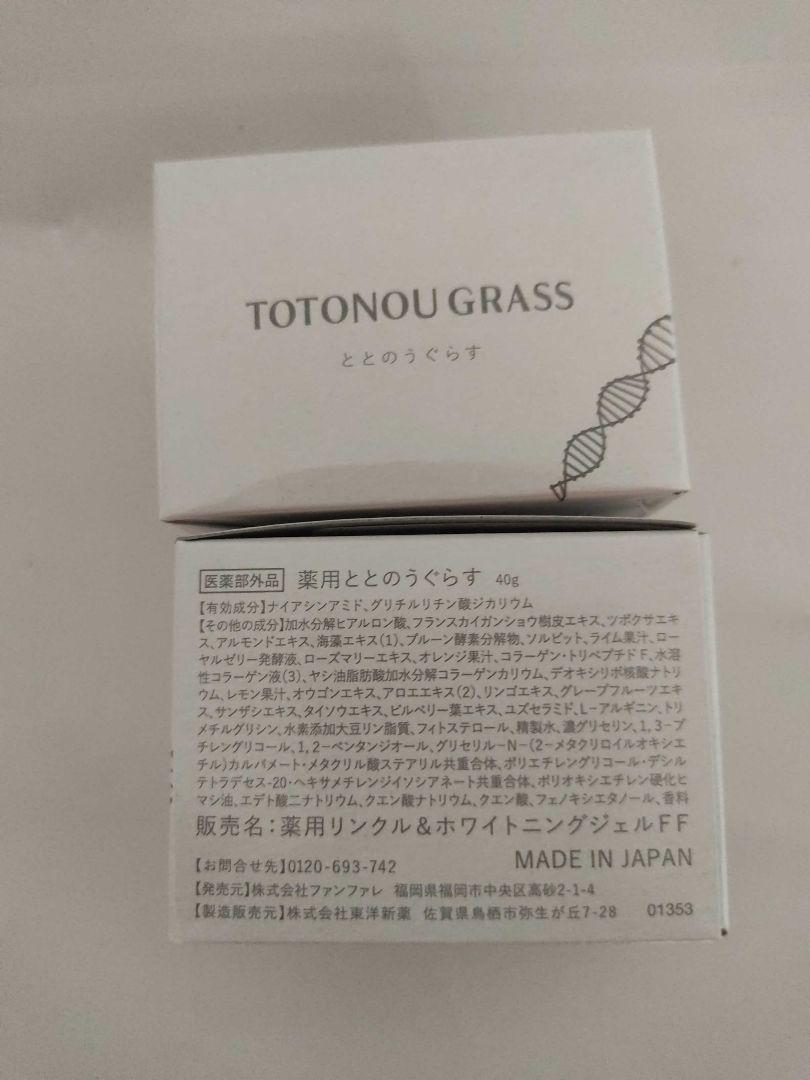 TOTONOU GRASS
ととのうぐらす
医薬部外品 薬用ととのうぐらす 40g
【有効成分】ナイアシンアミド、グリチルリチン酸ジカリウム
【その他の成分】加水分解ヒアルロン酸、フランスカイガンショウ樹皮エキス、ツボクサエキ
ス、アルモンドエキス、海藻エキス(1)、プルーン酵素分解物、ソルビット、ライム果汁、ロー
ヤルゼリー発酵液、ローズマリーエキス、オレンジ果汁、コラーゲン・トリペプチド F、水溶
性コラーゲン液(3)、ヤシ油脂肪酸加水分解コラーゲンカリウム、デオキシリボ核酸ナトリ
ウム、レモン果汁、オウゴンエキス、アロエエキス(2)、リンゴエキス、グレープフルーツエキ
ス、サンザシエキス、タイソウエキス、ビルベリー葉エキス、ユズセラミド、L-アルギニン、トリ
メチルグリシン、水素添加大豆リン脂質、フィトステロール、精製水、濃グリセリン、1,3-ブ
チレングリコール、1,2-ペンタンジオール、グリセリル-N-(2-メタクリロイルオキシエ
チル)カルバメート・メタクリル酸ステアリル共重合体、ポリエチレングリコール・デシル
テトラデセス-20・ヘキサメチレンジイソシアネート共重合体、ポリオキシエチレン硬化ヒ
マシ油、エデト酸二ナトリウム、クエン酸ナトリウム、クエン酸、フェノキシエタノール、香料
販売名：薬用リンクル＆ホワイトニングジェルＦＦ
【お問合せ先】0120-693-742 MADE IN JAPAN
【発売元】株式会社ファンファレ 福岡県福岡市中央区高砂2-1-4
【製造販売元】株式会社東洋新薬 佐賀県鳥栖市弥生が丘7-28 01353